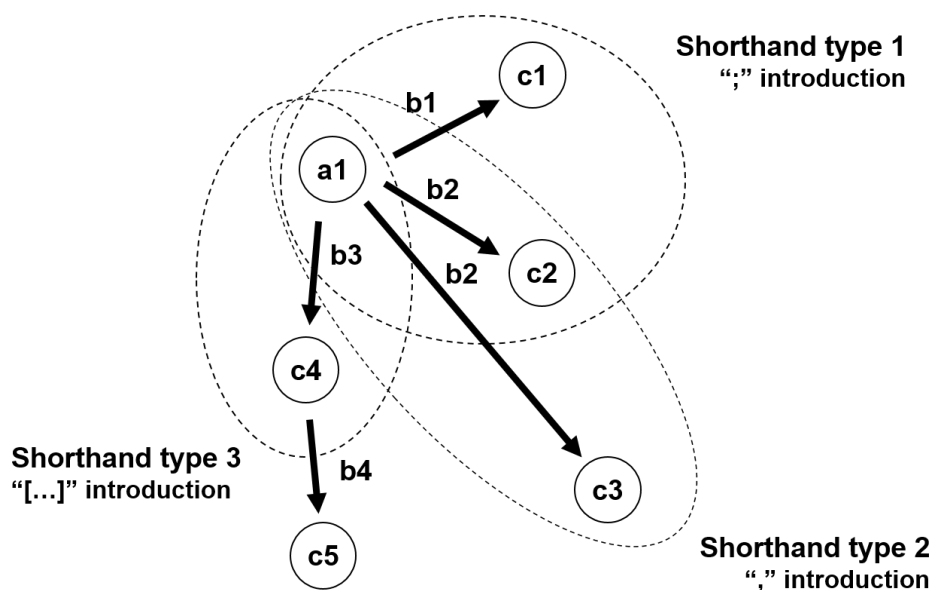 Shorthand type 1
“;” introduction
c1
b1
a1
b2
b3
b2
c2
c4
Shorthand type 3
“[…]” introduction
b4
c3
c5
Shorthand type 2
“,” introduction